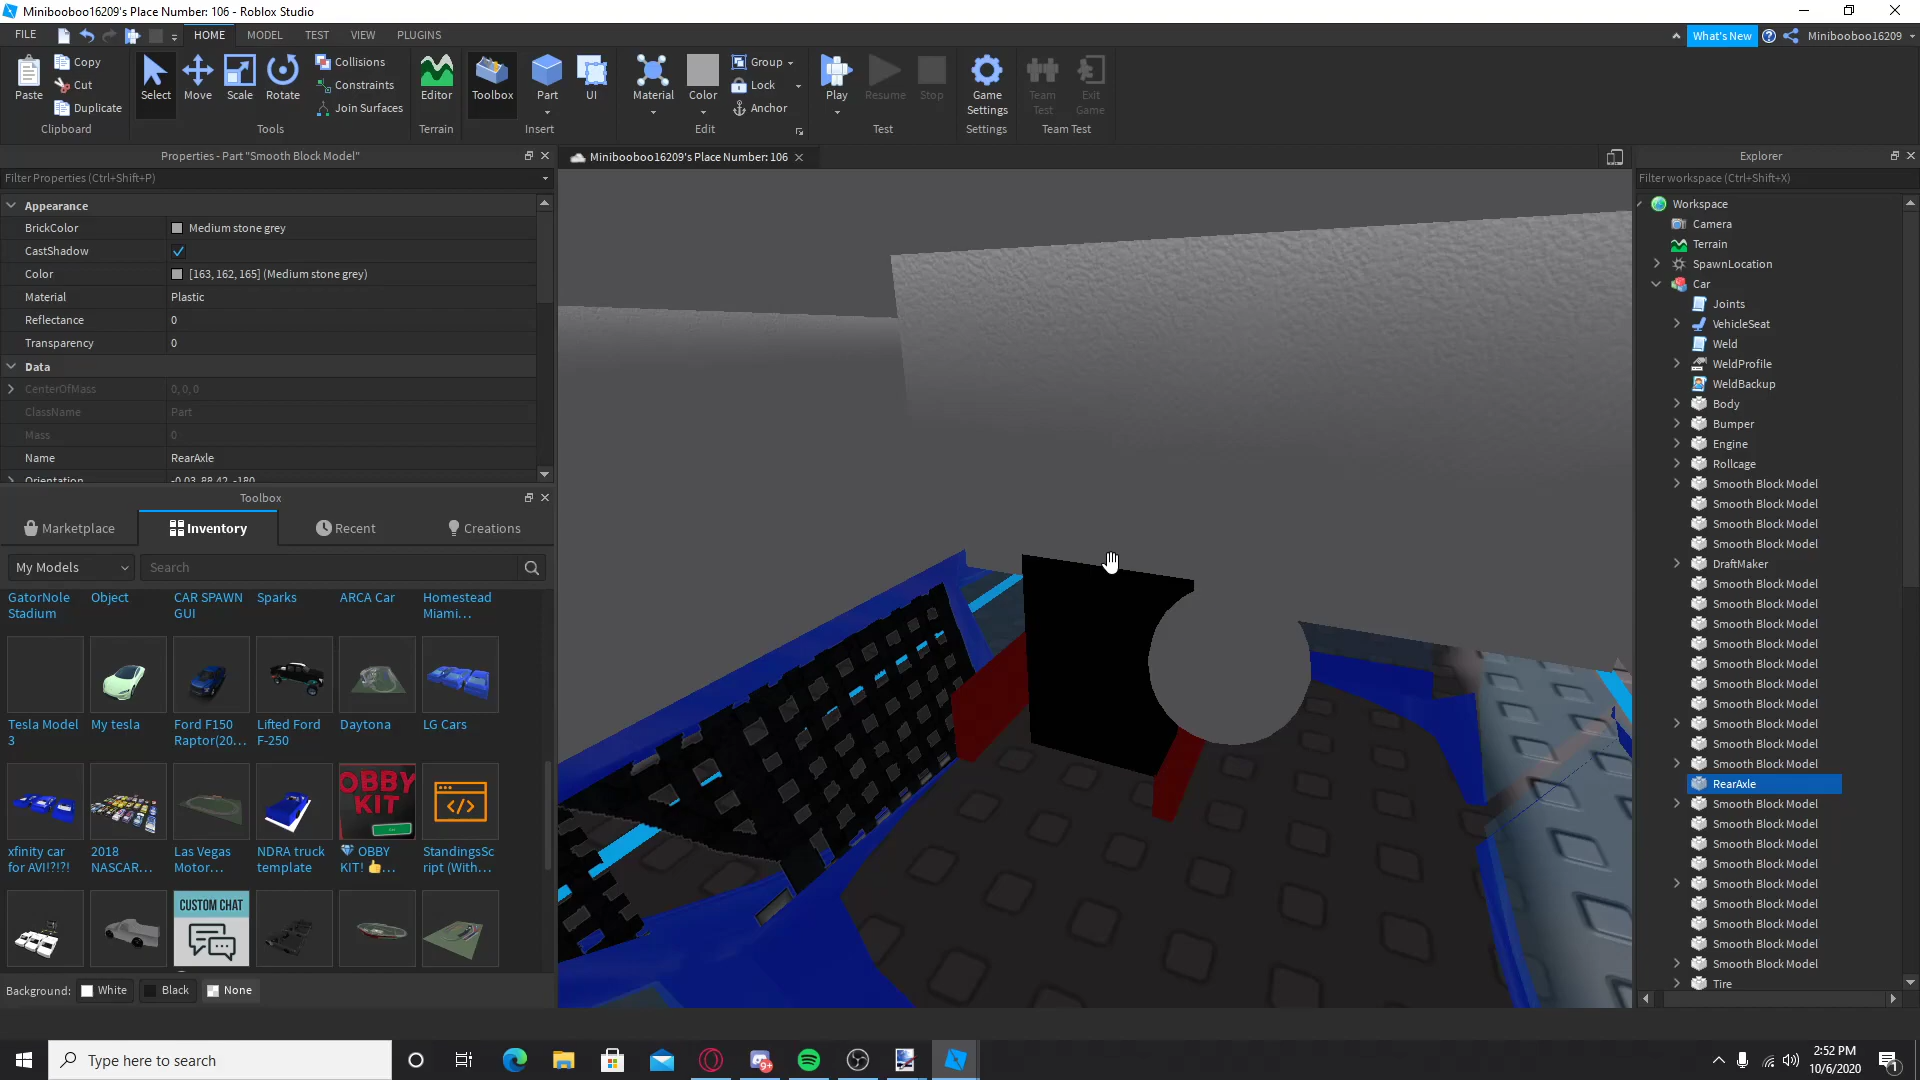 Minibooboo16209's Place Number: 106 - Roblox Studio
FILE
HOME
MODEL
TEST
VIEW
PLUGINS
What's New
Minibooboo16209
Paste
Copy
Cut
Duplicate
Clipboard
Select
Move
Scale
Rotate
Collisions
Constraints
Join Surfaces
Tools
Editor
Terrain
Toolbox
Part
UI
Insert
Material
Color
Group
Lock
Anchor
Edit
Play
Resume
Stop
Test
Game
Settings
Settings
Team
Test
Exit
Game
Team Test
Properties - Part "Smooth Block Model"
Filter Properties (Ctrl+Shift+P)
Appearance
BrickColor Medium stone grey
CastShadow
Color [163, 162, 165] (Medium stone grey)
Material Plastic
Reflectance 0
Transparency 0
Data
CenterOfMass 0, 0, 0
ClassName Part
Mass 0
Name RearAxle
Orientation -0.03, 88.42, -180
Toolbox
Marketplace
Inventory
Recent
Creations
My Models
Search
GatorNole
Stadium
Object
CAR SPAWN
GUI
Sparks
ARCA Car
Homestead
Miami...
Tesla Model
3
My tesla
Ford F150
Raptor(20...
Lifted Ford
F-250
Daytona
LG Cars
OBBY
KIT
xfinity car
for AVI!?!?!
2018
NASCAR...
Las Vegas
Motor...
NDRA truck
template
💎 OBBY
KIT! 👍...
StandingsSc
ript (With...
CUSTOM CHAT
Background: White Black None
Minibooboo16209's Place Number: 106
Explorer
Filter workspace (Ctrl+Shift+X)
Workspace
Camera
Terrain
SpawnLocation
Car
Joints
VehicleSeat
Weld
WeldProfile
WeldBackup
Body
Bumper
Engine
Rollcage
Smooth Block Model
Smooth Block Model
Smooth Block Model
Smooth Block Model
DraftMaker
Smooth Block Model
Smooth Block Model
Smooth Block Model
Smooth Block Model
Smooth Block Model
Smooth Block Model
Smooth Block Model
Smooth Block Model
Smooth Block Model
Smooth Block Model
RearAxle
Smooth Block Model
Smooth Block Model
Smooth Block Model
Smooth Block Model
Smooth Block Model
Smooth Block Model
Smooth Block Model
Smooth Block Model
Smooth Block Model
Tire
Type here to search
9+
2:52 PM
10/6/2020
1